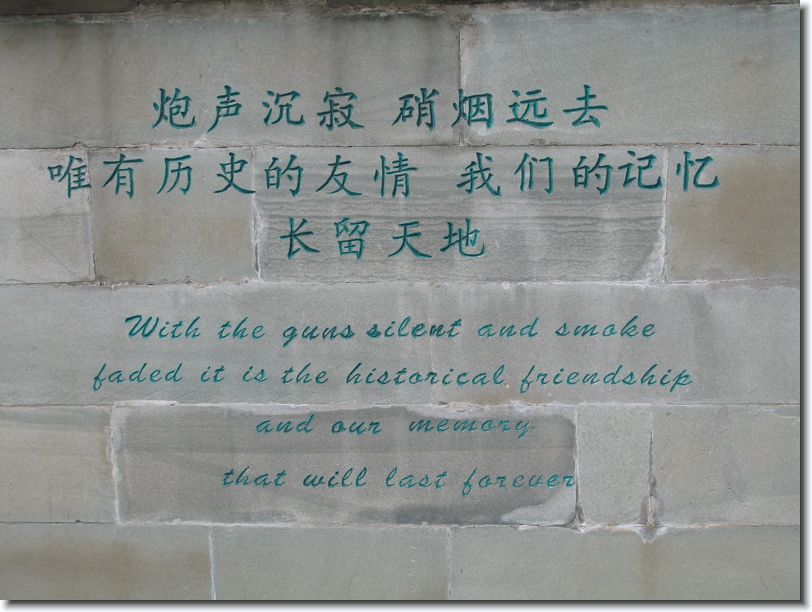 炮声沉寂 硝烟远去
唯有历史的友情 我们的记忆
长留天地
With the guns silent and smoke
faded it is the historical friendship
and our memory
that will last forever